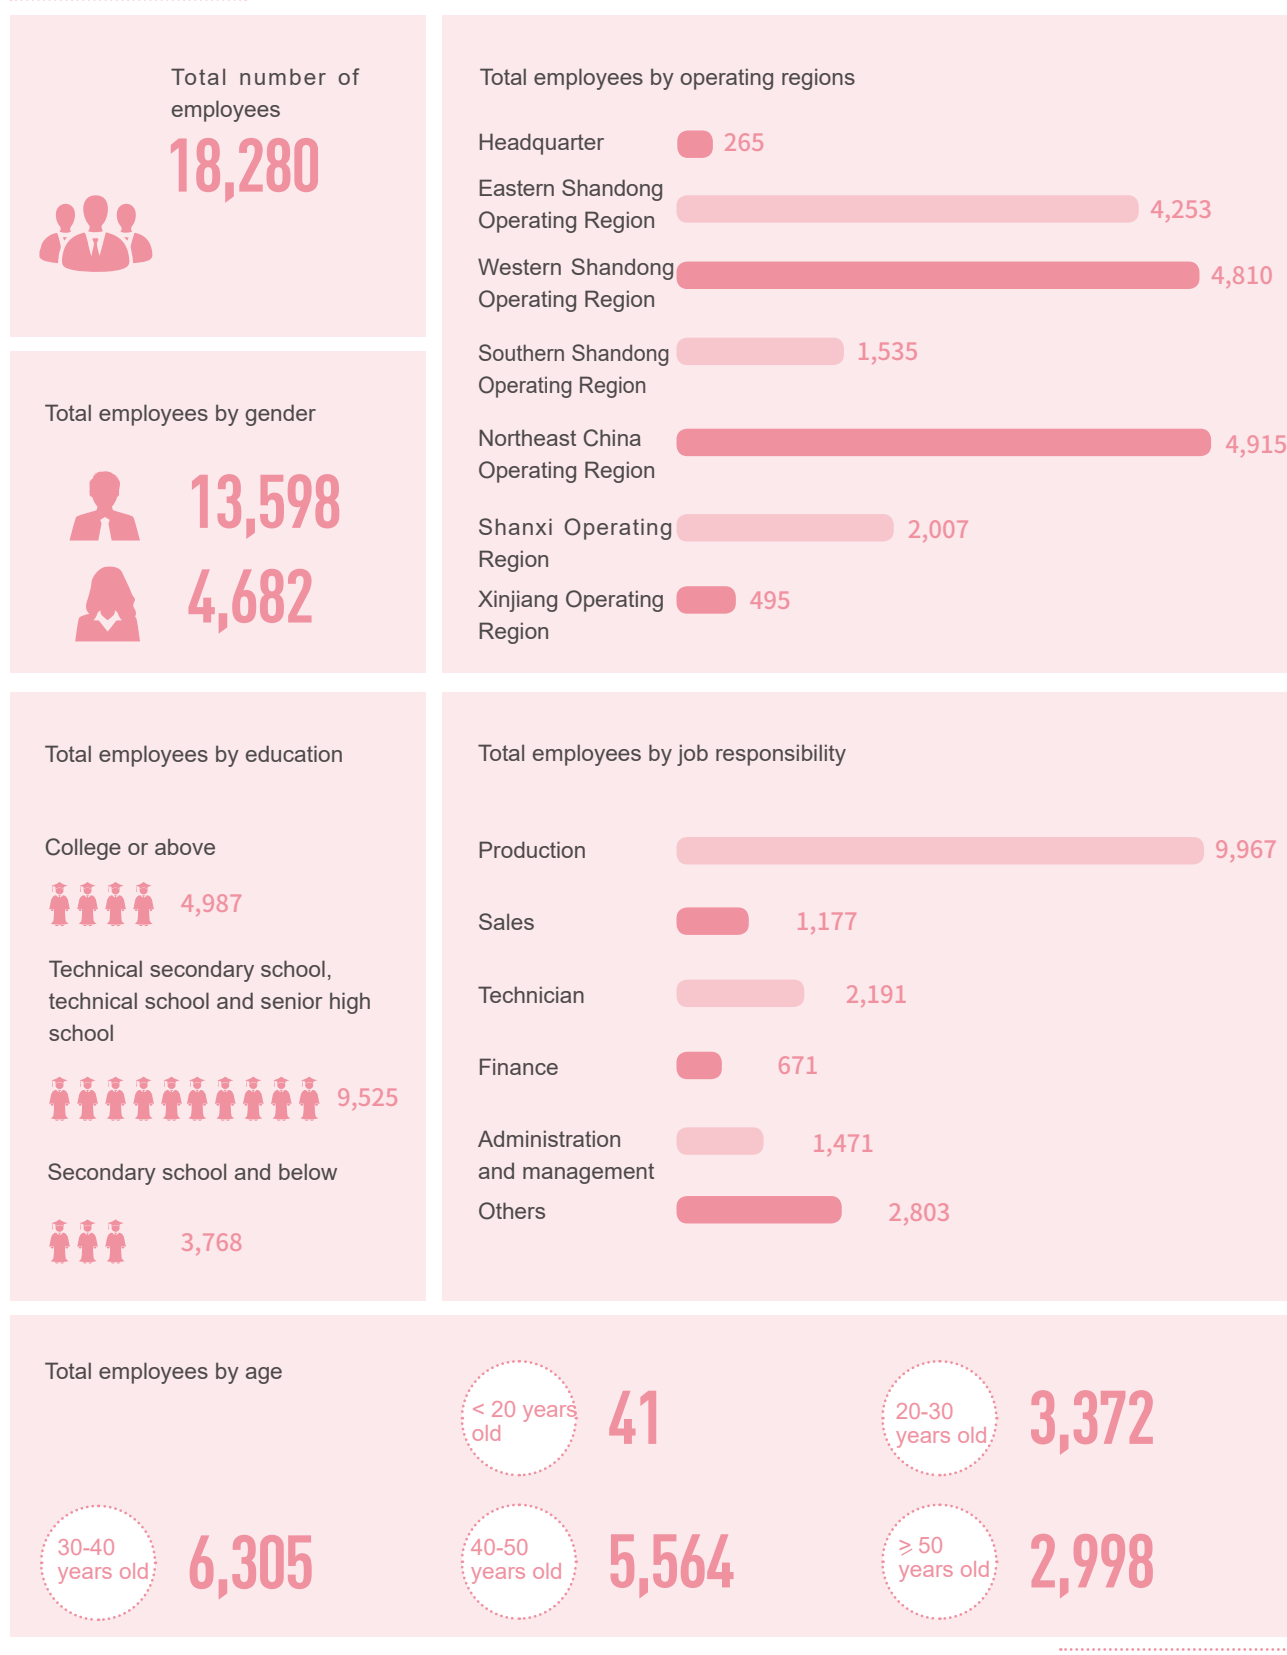 Total number of
employees
18,280
Total employees by gender
13,598
4,682
Total employees by operating regions
Headquarter 265
Eastern Shandong
Operating Region 4,253
Western Shandong
Operating Region 4,810
Southern Shandong
Operating Region 1,535
Northeast China
Operating Region 4,915
Shanxi Operating
Region 2,007
Xinjiang Operating
Region 495
Total employees by education
College or above
4,987
Technical secondary school,
technical school and senior high
school
9,525
Secondary school and below
3,768
Total employees by job responsibility
Production 9,967
Sales 1,177
Technician 2,191
Finance 671
Administration
and management 1,471
Others 2,803
Total employees by age
< 20 years
old
41
20-30
years old
3,372
30-40
years old
6,305
40-50
years old
5,564
⩾ 50
years old
2,998